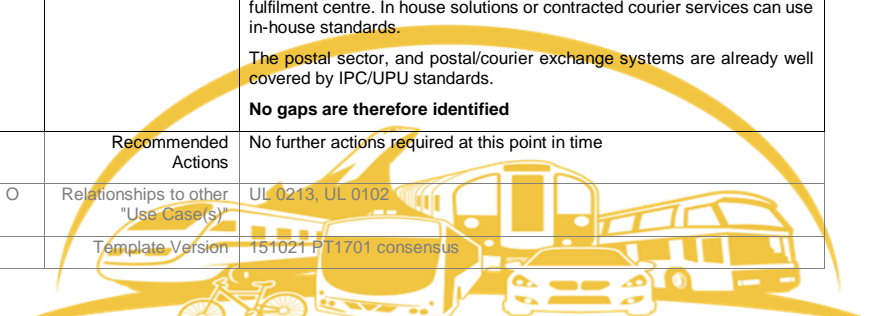 fulfilment centre. In house solutions or contracted courier services can use
in-house standards.
The postal sector, and postal/courier exchange systems are already well
covered by IPC/UPU standards.
No gaps are therefore identified
Recommended No further actions required at this point in time
Actions
O Relationships to other UL 0213, UL 0102
"Use Case(s)"
Template Version 151021 PT1701 consensus